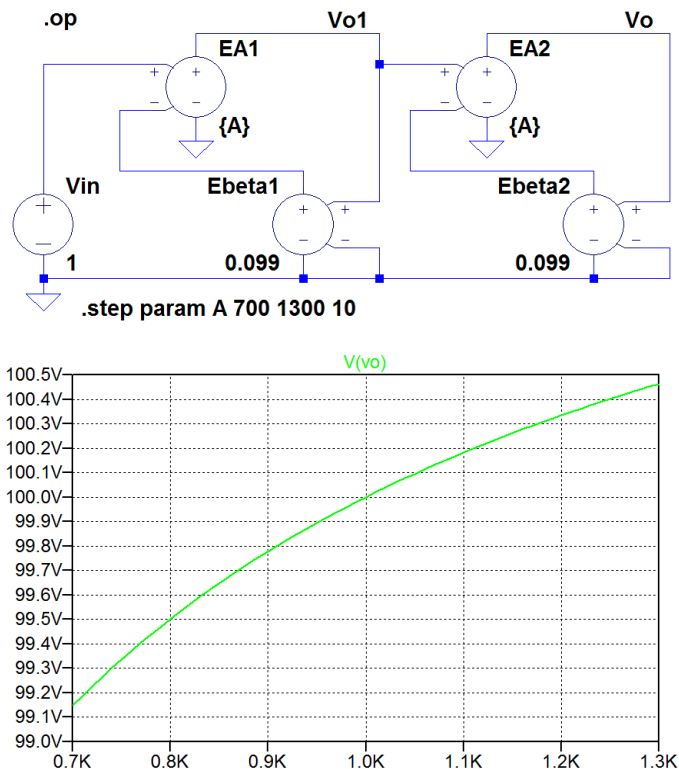 .op Vo1 Vo
EA1 EA2
+ + + +
− − − −
{A} {A}
Vin Ebeta1 Ebeta2
+ + + + +
− − − − −
1 0.099 0.099
.step param A 700 1300 10
V(vo)
100.5V
100.4V
100.3V
100.2V
100.1V
100.0V
99.9V
99.8V
99.7V
99.6V
99.5V
99.4V
99.3V
99.2V
99.1V
99.0V
0.7K 0.8K 0.9K 1.0K 1.1K 1.2K 1.3K